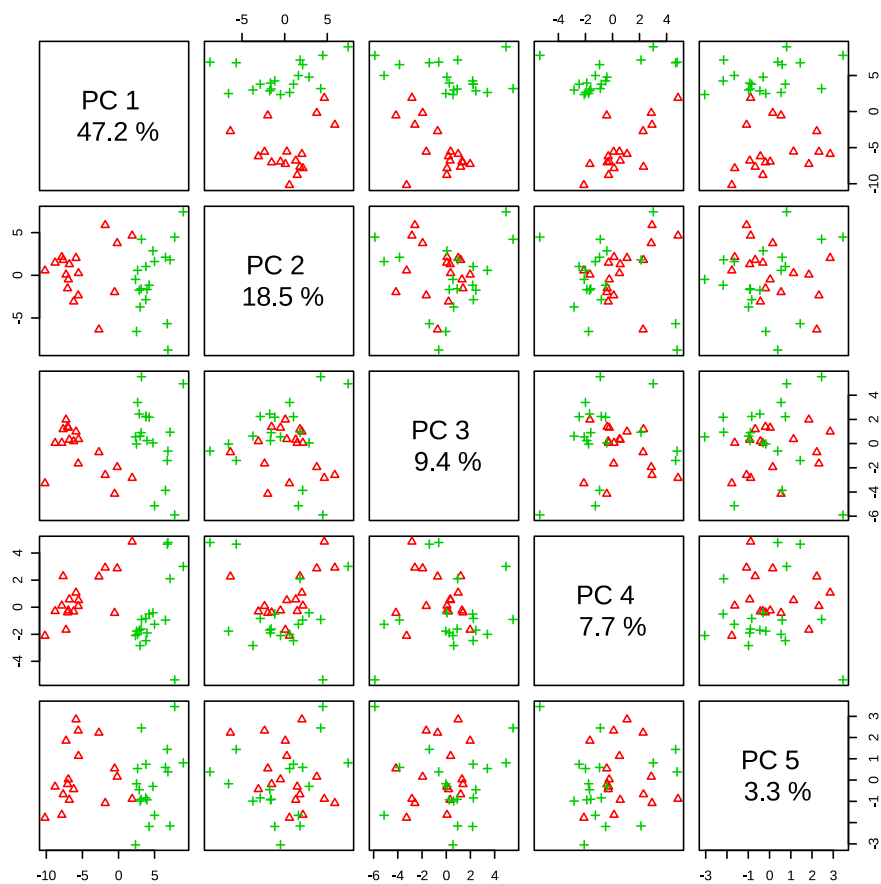 -5 0 5
-4 0 2 4
PC 1
47.2 %
-10 -5 0 5
-5 0 5
PC 2
18.5 %
PC 3
9.4 %
-6 -4 -2 0 2 4
-4 -2 0 2 4
PC 4
7.7 %
PC 5
3.3 %
-3 -1 0 1 2 3
-10 -5 0 5
-6 -4 -2 0 2 4
-3 -1 0 1 2 3